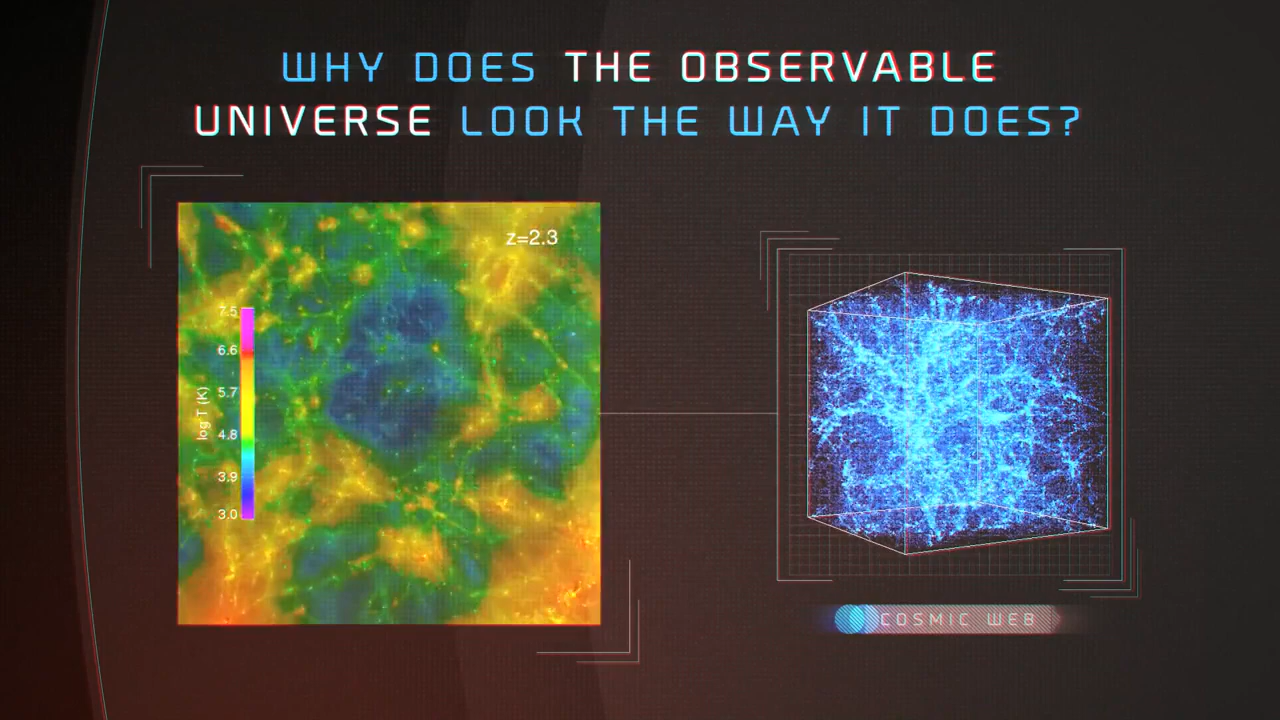 WHY DOES THE OBSERVABLE
UNIVERSE LOOK THE WAY IT DOES?
z=2.3
7.5
6.6
5.7
4.8
3.9
3.0
log T (K)
COSMIC WEB